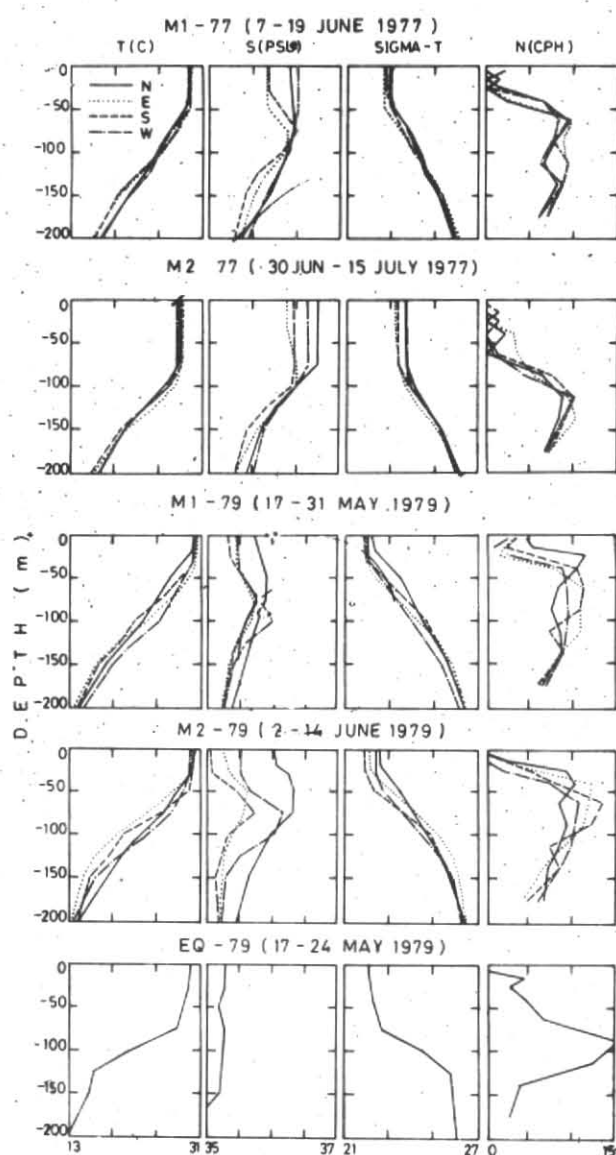 M1-77 (7-19 JUNE 1977)
T(C) S(PSU) SIGMA-T N(CPH)
0
-50
-100
-150
-200
N
E
S
W
M2 77 (30 JUN - 15 JULY 1977)
0
-50
-100
-150
-200
M1-79 (17-31 MAY 1979)
0
-50
-100
-150
-200
DEPTH (m)
M2-79 (2-14 JUNE 1979)
0
-50
-100
-150
-200
EQ-79 (17-24 MAY 1979)
0
-50
-100
-150
-200
13 31 35 37 21 27 0 15